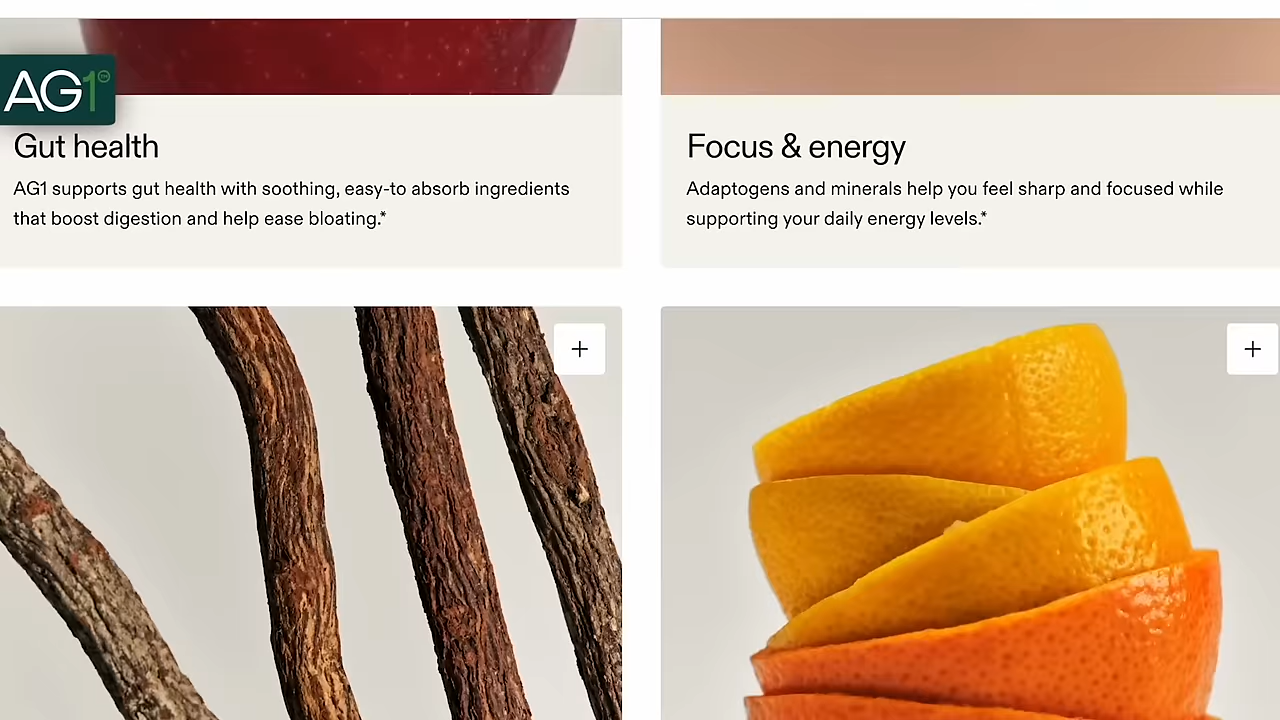 AG1™
Gut health
AG1 supports gut health with soothing, easy-to absorb ingredients
that boost digestion and help ease bloating.*
Focus & energy
Adaptogens and minerals help you feel sharp and focused while
supporting your daily energy levels.*